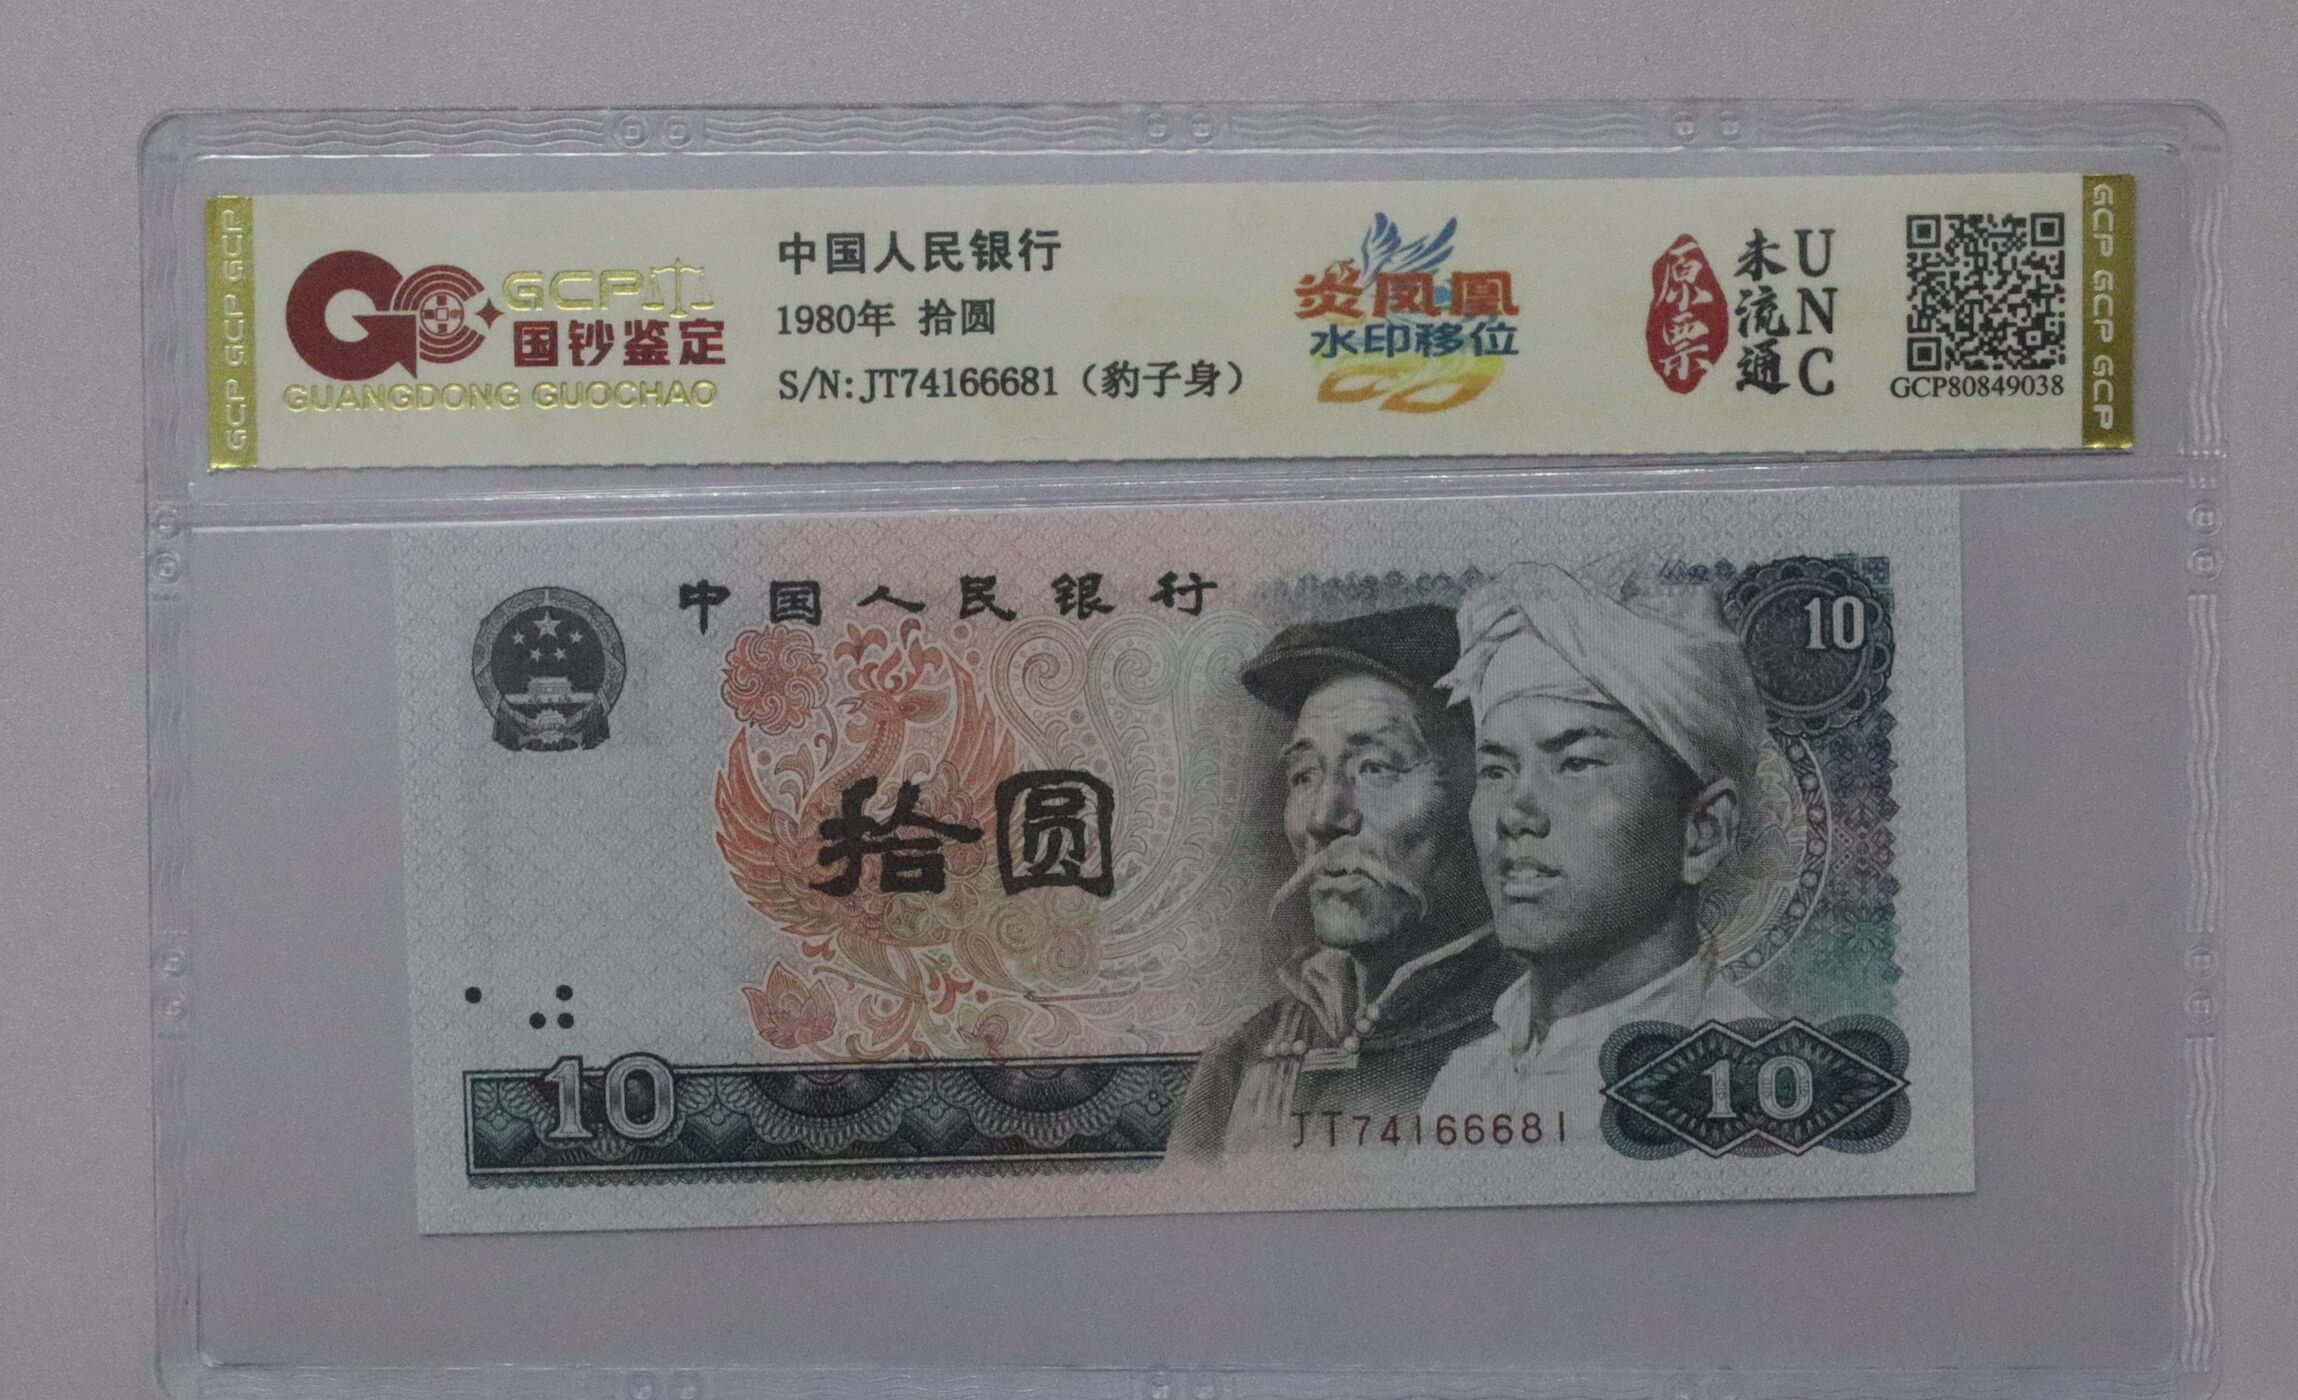 GCP GCP GCP
GCP
国钞鉴定
GUANGDONG GUOCHAO
中国人民银行
1980年 拾圆
S/N:JT74166681（豹子身）
炎凤凰
水印移位
原票
未流通
UNC
GCP80849038
GCP GCP GCP
中国人民银行
10
拾圆
10
JT74166681
10